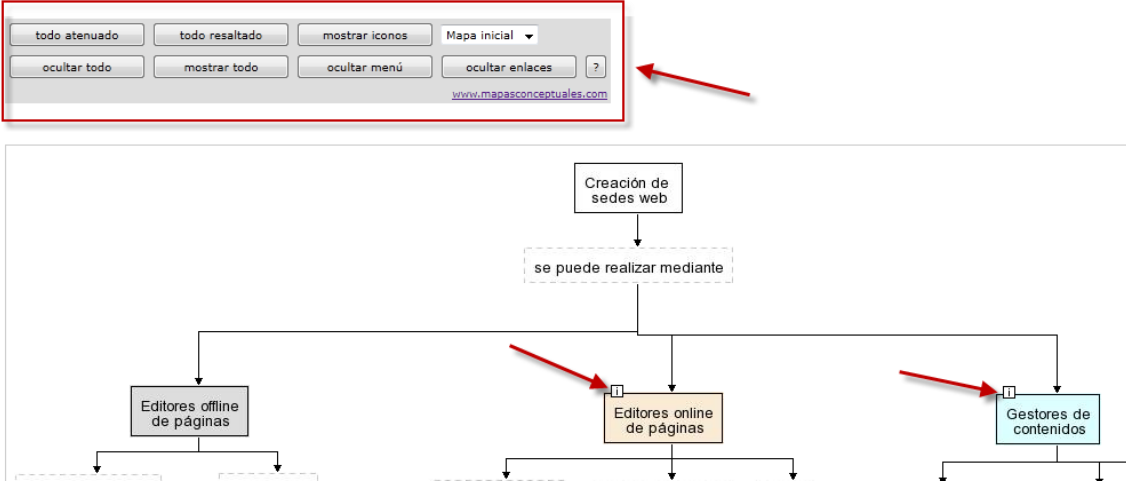 todo atenuado todo resaltado mostrar iconos Mapa inicial
ocultar todo mostrar todo ocultar menú ocultar enlaces ?
www.mapasconceptuales.com
Creación de
sedes web
se puede realizar mediante
Editores offline
de páginas
i
Editores online
de páginas
i
Gestores de
contenidos